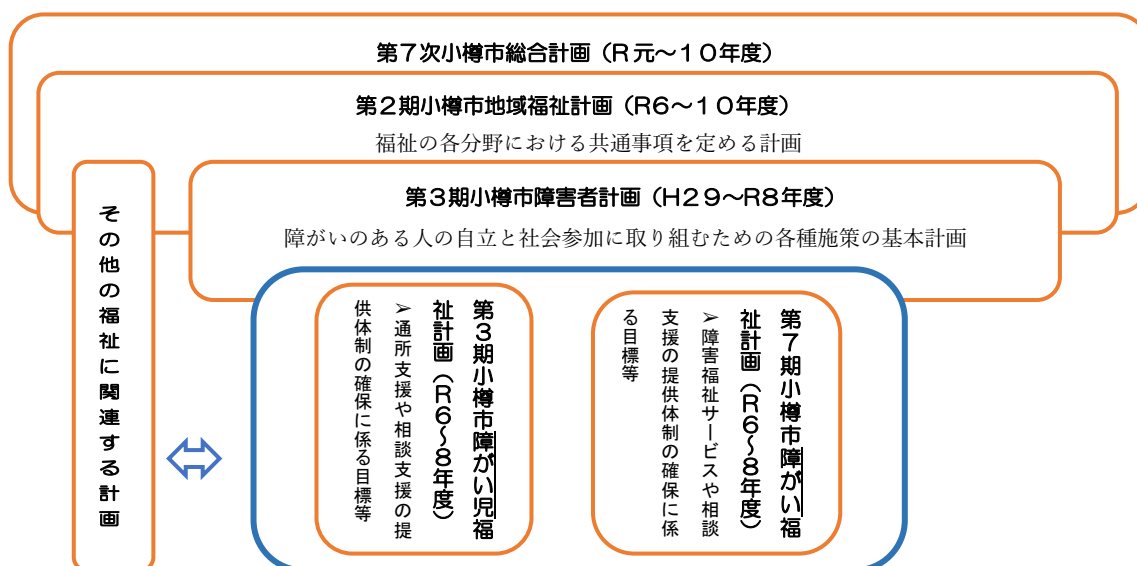 第７次小樽市総合計画（Ｒ元～１０年度）
第２期小樽市地域福祉計画（R６～１０年度）
福祉の各分野における共通事項を定める計画
第３期小樽市障害者計画（H２９～R８年度）
障がいのある人の自立と社会参加に取り組むための各種施策の基本計画
その他の福祉に関連する計画
第７期小樽市障がい福
祉計画（Ｒ６～８年度）
➢障害福祉サービスや相談
支援の提供体制の確保に係
る目標等
第３期小樽市障がい児福
祉計画（Ｒ６～８年度）
➢通所支援や相談支援の提
供体制の確保に係る目標等